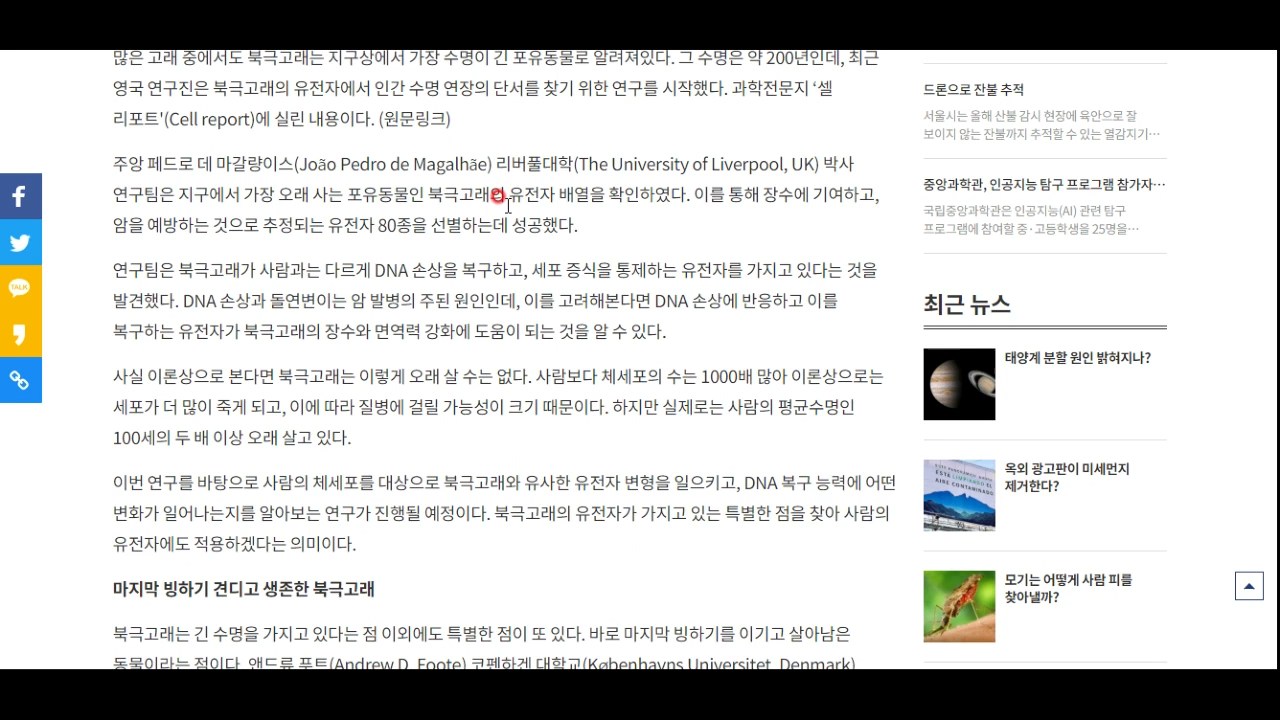 많은 고래 중에서도 북극고래는 지구상에서 가장 수명이 긴 포유동물로 알려져있다. 그 수명은 약 200년인데, 최근
영국 연구진은 북극고래의 유전자에서 인간 수명 연장의 단서를 찾기 위한 연구를 시작했다. 과학전문지 ‘셀
리포트'(Cell report)에 실린 내용이다. (원문링크)
주앙 페드로 데 마갈량이스(João Pedro de Magalhãe) 리버풀대학(The University of Liverpool, UK) 박사
연구팀은 지구에서 가장 오래 사는 포유동물인 북극고래의 유전자 배열을 확인하였다. 이를 통해 장수에 기여하고,
암을 예방하는 것으로 추정되는 유전자 80종을 선별하는데 성공했다.
연구팀은 북극고래가 사람과는 다르게 DNA 손상을 복구하고, 세포 증식을 통제하는 유전자를 가지고 있다는 것을
발견했다. DNA 손상과 돌연변이는 암 발병의 주된 원인인데, 이를 고려해본다면 DNA 손상에 반응하고 이를
복구하는 유전자가 북극고래의 장수와 면역력 강화에 도움이 되는 것을 알 수 있다.
사실 이론상으로 본다면 북극고래는 이렇게 오래 살 수는 없다. 사람보다 체세포의 수는 1000배 많아 이론상으로는
세포가 더 많이 죽게 되고, 이에 따라 질병에 걸릴 가능성이 크기 때문이다. 하지만 실제로는 사람의 평균수명인
100세의 두 배 이상 오래 살고 있다.
이번 연구를 바탕으로 사람의 체세포를 대상으로 북극고래와 유사한 유전자 변형을 일으키고, DNA 복구 능력에 어떤
변화가 일어나는지를 알아보는 연구가 진행될 예정이다. 북극고래의 유전자가 가지고 있는 특별한 점을 찾아 사람의
유전자에도 적용하겠다는 의미이다.
마지막 빙하기 견디고 생존한 북극고래
북극고래는 긴 수명을 가지고 있다는 점 이외에도 특별한 점이 또 있다. 바로 마지막 빙하기를 이기고 살아남은
동물이라는 점이다. 앤드류 푸트(Andrew D. Foote) 코펜하겐 대학교(Københavns Universitet, Denmark)
드론으로 잔불 추적
서울시는 올해 산불 감시 현장에 육안으로 잘
보이지 않는 잔불까지 추적할 수 있는 열감지기…
중앙과학관, 인공지능 탐구 프로그램 참가자…
국립중앙과학관은 인공지능(AI) 관련 탐구
프로그램에 참여할 중·고등학생을 25명을…
최근 뉴스
태양계 분할 원인 밝혀지나?
옥외 광고판이 미세먼지
제거한다?
모기는 어떻게 사람 피를
찾아낼까?
TALK